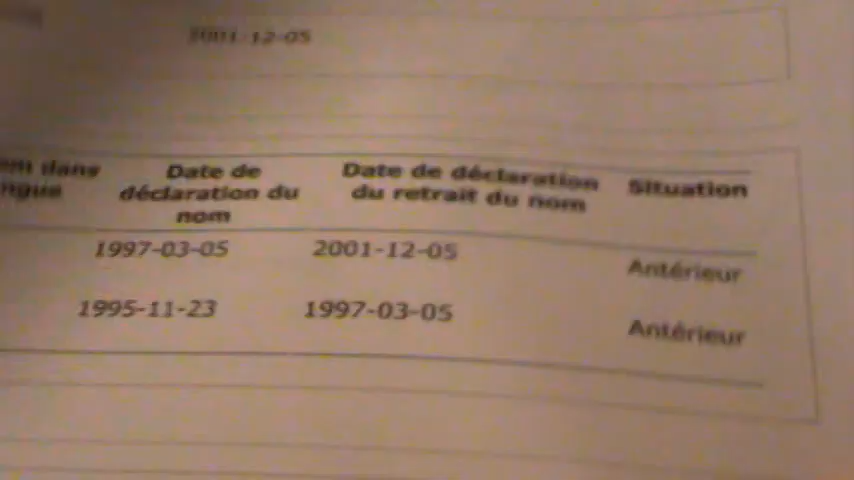 2001-12-05
Date de déclaration du nom
Date de déclaration du retrait du nom
Situation
1997-03-05 2001-12-05 Antérieur
1995-11-23 1997-03-05 Antérieur